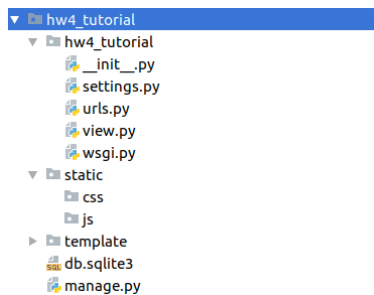 hw4_tutorial
hw4_tutorial
__init__.py
settings.py
urls.py
view.py
wsgi.py
static
css
js
template
SQL db.sqlite3
manage.py